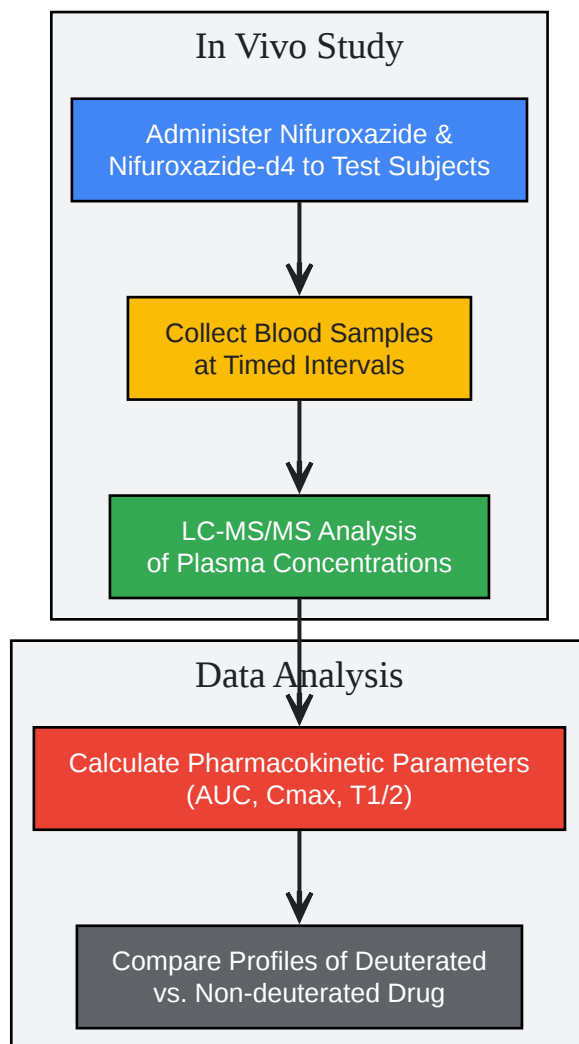 In Vivo Study
Administer Nifuroxazide &
Nifuroxazide-d4 to Test Subjects
Collect Blood Samples
at Timed Intervals
LC-MS/MS Analysis
of Plasma Concentrations
Data Analysis
Calculate Pharmacokinetic Parameters
(AUC, Cmax, T1/2)
Compare Profiles of Deuterated
vs. Non-deuterated Drug